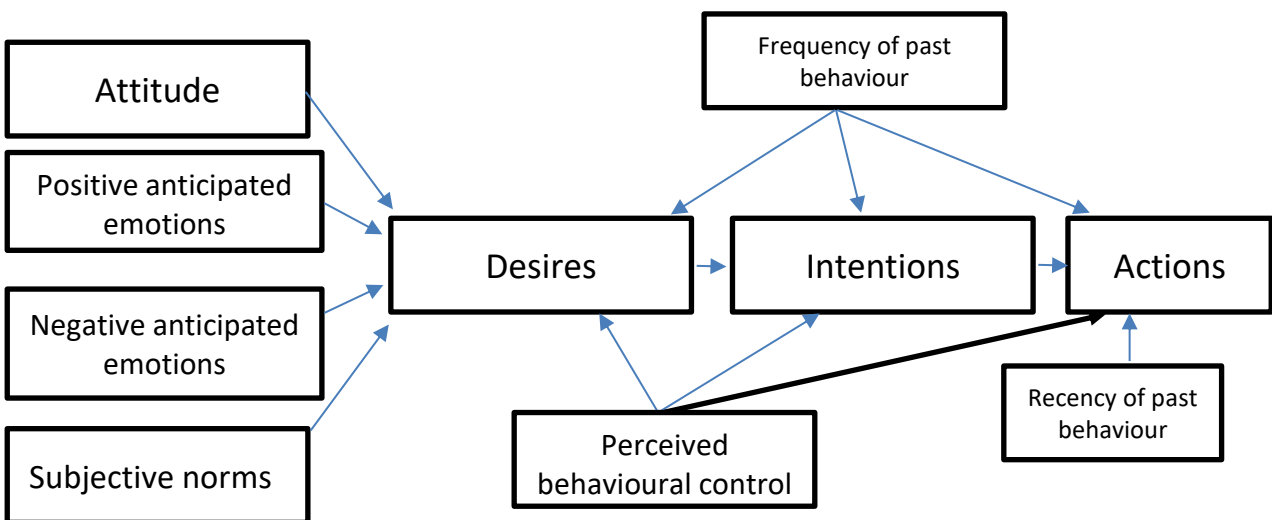 Attitude
Positive anticipated
emotions
Negative anticipated
emotions
Subjective norms
Frequency of past
behaviour
Desires
Intentions
Actions
Perceived
behavioural control
Recency of past
behaviour